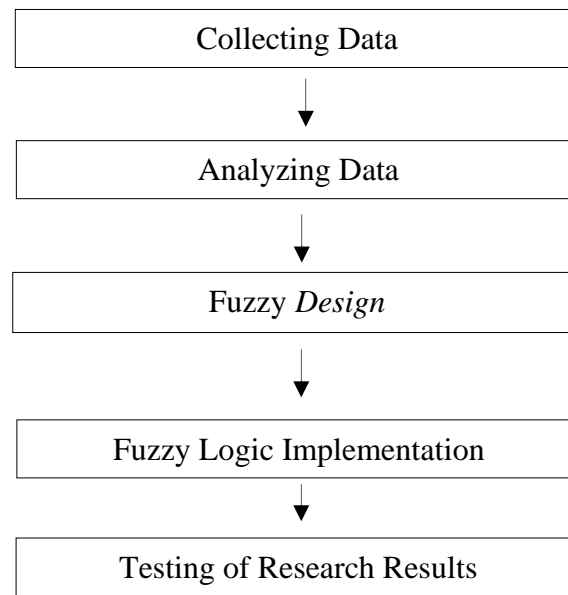 Collecting Data
Analyzing Data
Fuzzy Design
Fuzzy Logic Implementation
Testing of Research Results